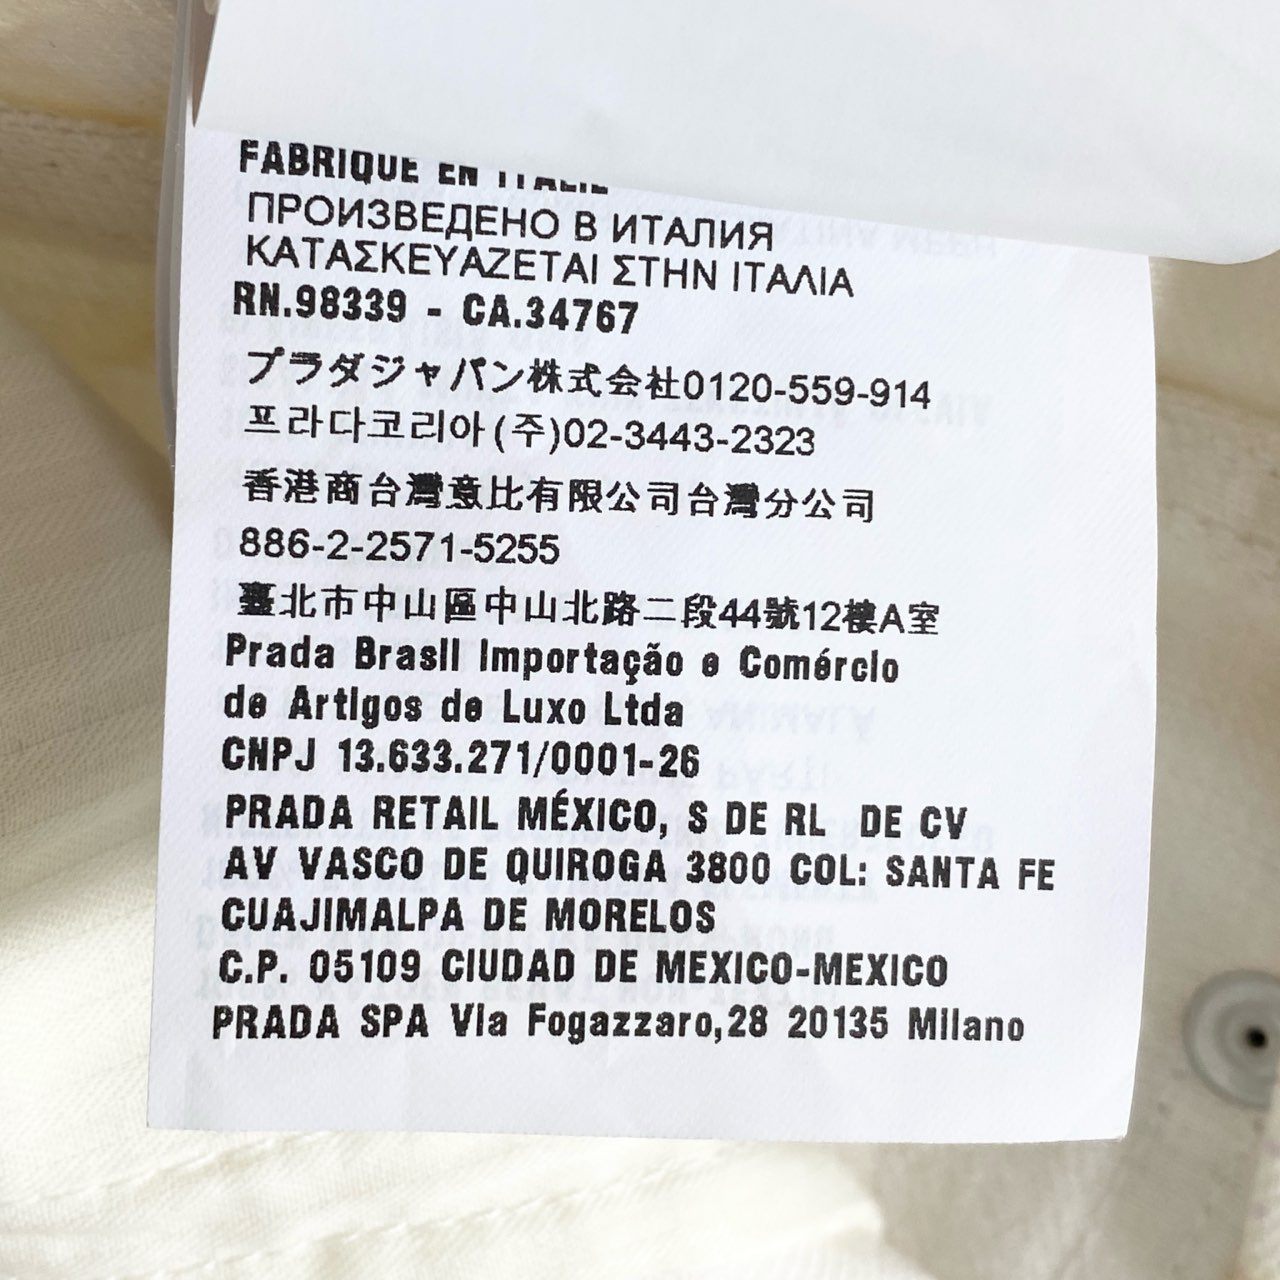 FABRIQUE EN ITALIE
ПРОИЗВЕДЕНО В ИТАЛИЯ
ΚΑΤΑΣΚΕΥΑΖΕΤΑΙ ΣΤΗΝ ΙΤΑΛΙΑ
RN.98339 - CA.34767
プラダジャパン株式会社0120-559-914
프라다코리아(주)02-3443-2323
香港商台灣意比有限公司台灣分公司
886-2-2571-5255
臺北市中山區中山北路二段44號12樓A室
Prada Brasil Importação e Comércio
de Artigos de Luxo Ltda
CNPJ 13.633.271/0001-26
PRADA RETAIL MÉXICO, S DE RL DE CV
AV VASCO DE QUIROGA 3800 COL: SANTA FE
CUAJIMALPA DE MORELOS
C.P. 05109 CIUDAD DE MEXICO-MEXICO
PRADA SPA Via Fogazzaro,28 20135 Milano